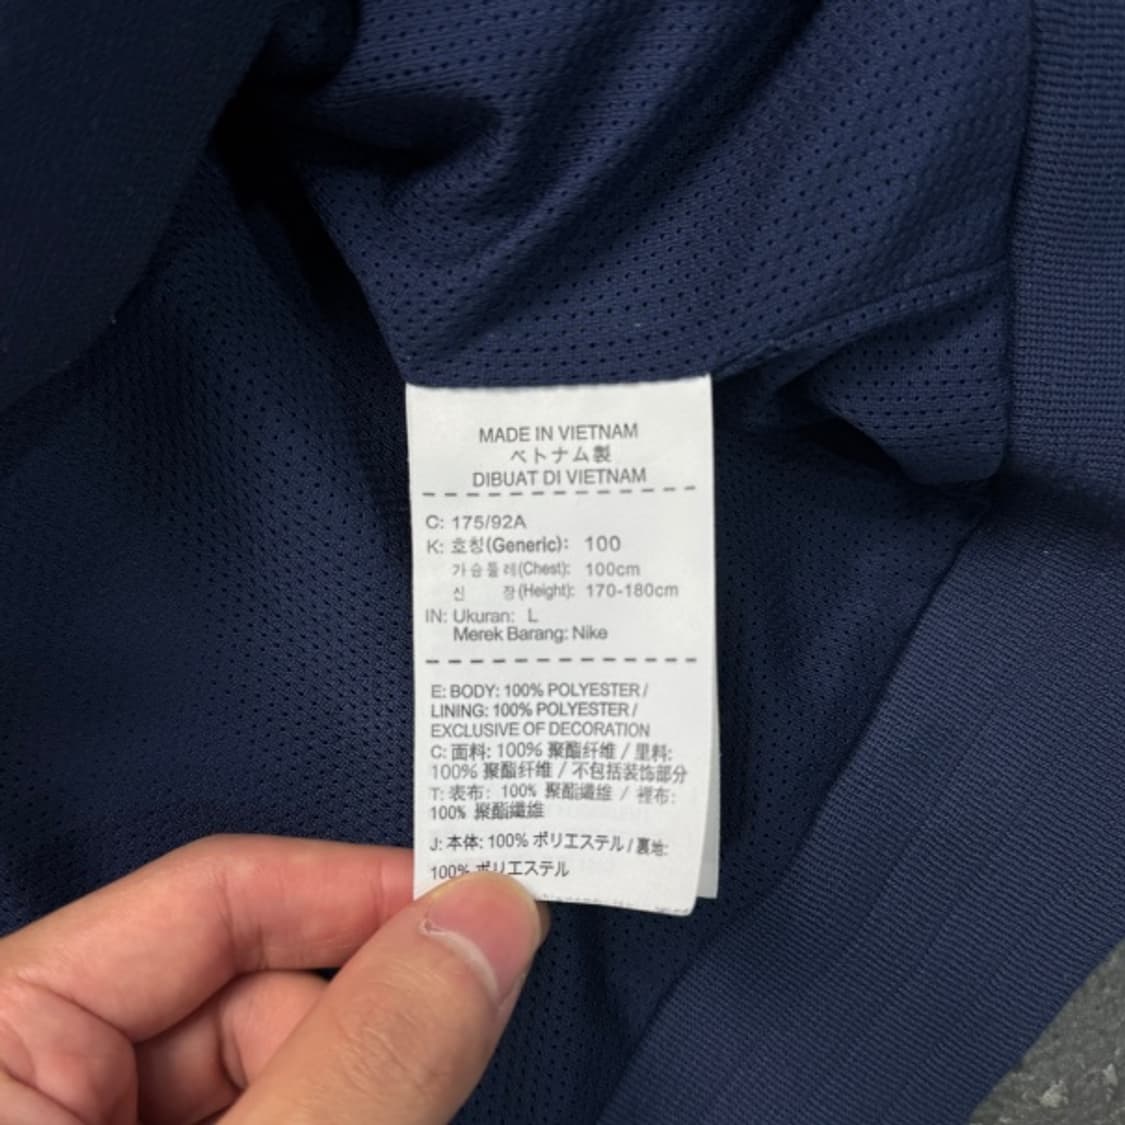 MADE IN VIETNAM
ベトナム製
DIBUAT DI VIETNAM
C: 175/92A
K: 호칭(Generic): 100
가슴둘레(Chest): 100cm
신 장(Height): 170-180cm
IN: Ukuran: L
Merek Barang: Nike
E: BODY: 100% POLYESTER /
LINING: 100% POLYESTER /
EXCLUSIVE OF DECORATION
C: 面料: 100% 聚酯纤维 / 里料:
100% 聚酯纤维 / 不包括装饰部分
T: 表布: 100% 聚酯纖維 / 裡布:
100% 聚酯纖維
J: 本体: 100% ポリエステル / 裏地:
100% ポリエステル